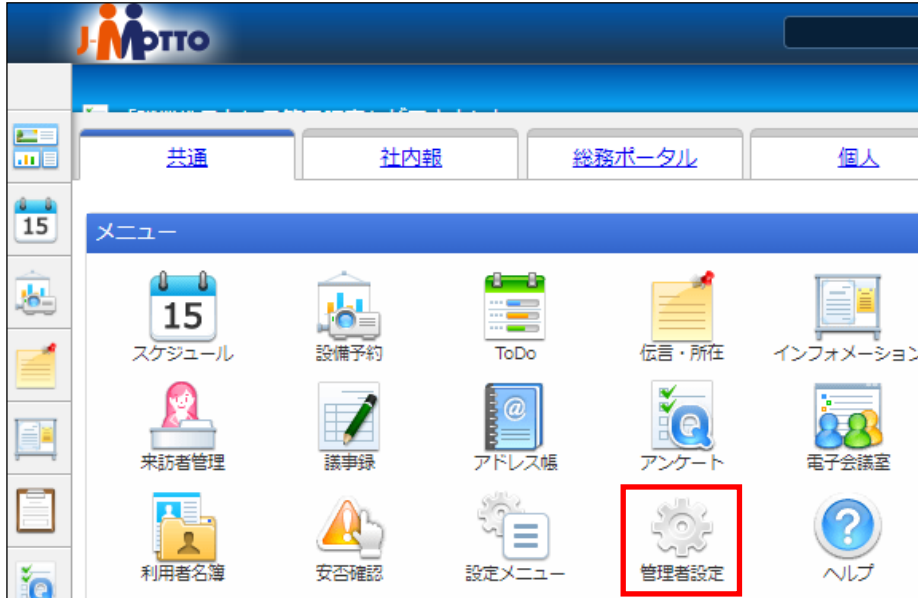 J-MOTTO
共通
社内報
総務ポータル
個人
15
メニュー
15
スケジュール
設備予約
ToDo
伝言・所在
インフォメーション
来訪者管理
議事録
アドレス帳
アンケート
電子会議室
利用者名簿
安否確認
設定メニュー
管理者設定
ヘルプ